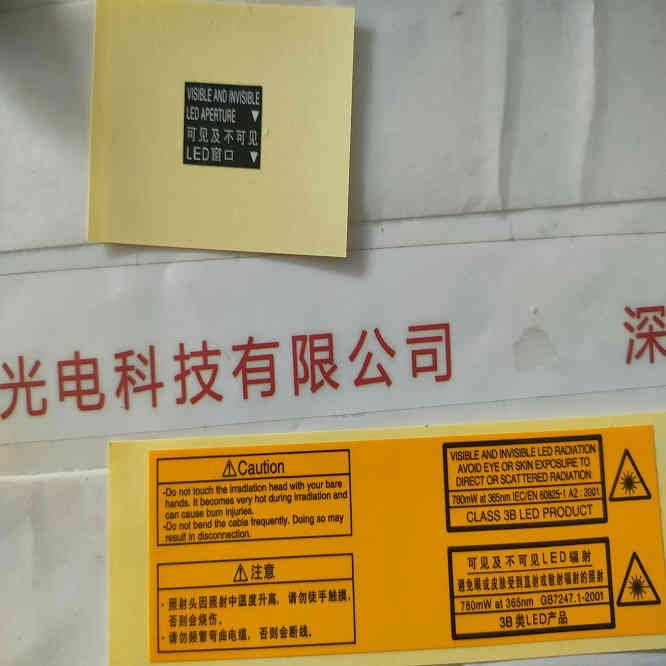 VISIBLE AND INVISIBLE
LED APERTURE ▼
可见及不可见
LED窗口 ▼
光电科技有限公司
深
⚠Caution
-Do not touch the irradiation head with your bare
hands. It becomes very hot during irradiation and
can cause burn injuries.
-Do not bend the cable frequently. Doing so may
result in disconnection.
VISIBLE AND INVISIBLE LED RADIATION
AVOID EYE OR SKIN EXPOSURE TO
DIRECT OR SCATTERED RADIATION
780mW at 365nm IEC/EN 60825-1 A2 : 2001
CLASS 3B LED PRODUCT
⚠注意
· 照射头因照射中温度升高，请勿徒手触摸，
否则会烧伤。
· 请勿频繁弯曲电缆，否则会断线。
可见及不可见LED辐射
避免眼或皮肤受到直射或散射辐射的照射
780mW at 365nm GB7247.1-2001
3B 类LED产品